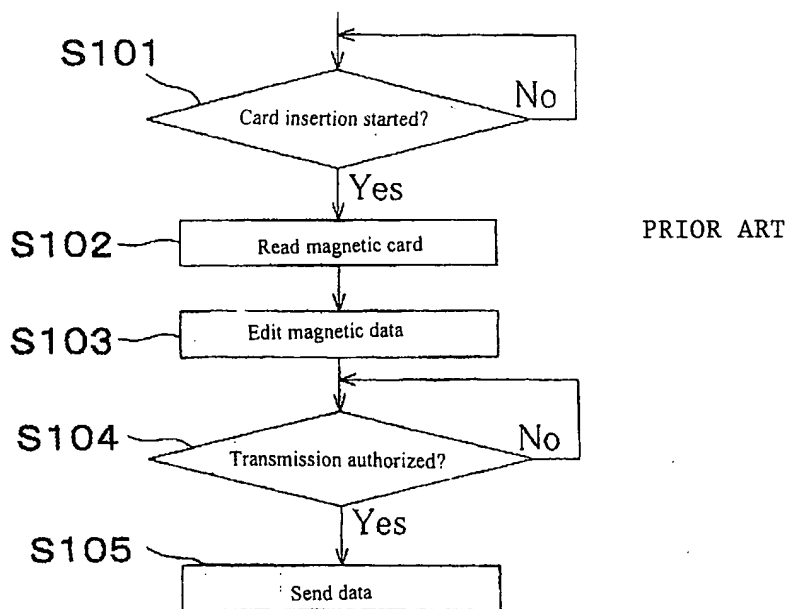 S101
Card insertion started?
No
Yes
S102
Read magnetic card
PRIOR ART
S103
Edit magnetic data
S104
Transmission authorized?
No
Yes
S105
Send data